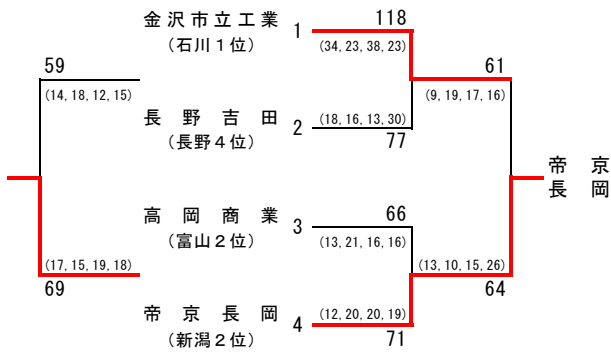 金沢市立工業 1 118
(石川1位) (34, 23, 38, 23)
59 61
(14, 18, 12, 15) (9, 19, 17, 16)
長野吉田 2 (18, 16, 13, 30)
(長野4位) 77
帝京
長岡
高岡商業 3 66
(富山2位) (13, 21, 16, 16)
(17, 15, 19, 18) (13, 10, 15, 26)
69 64
帝京長岡 4 (12, 20, 20, 19)
(新潟2位) 71